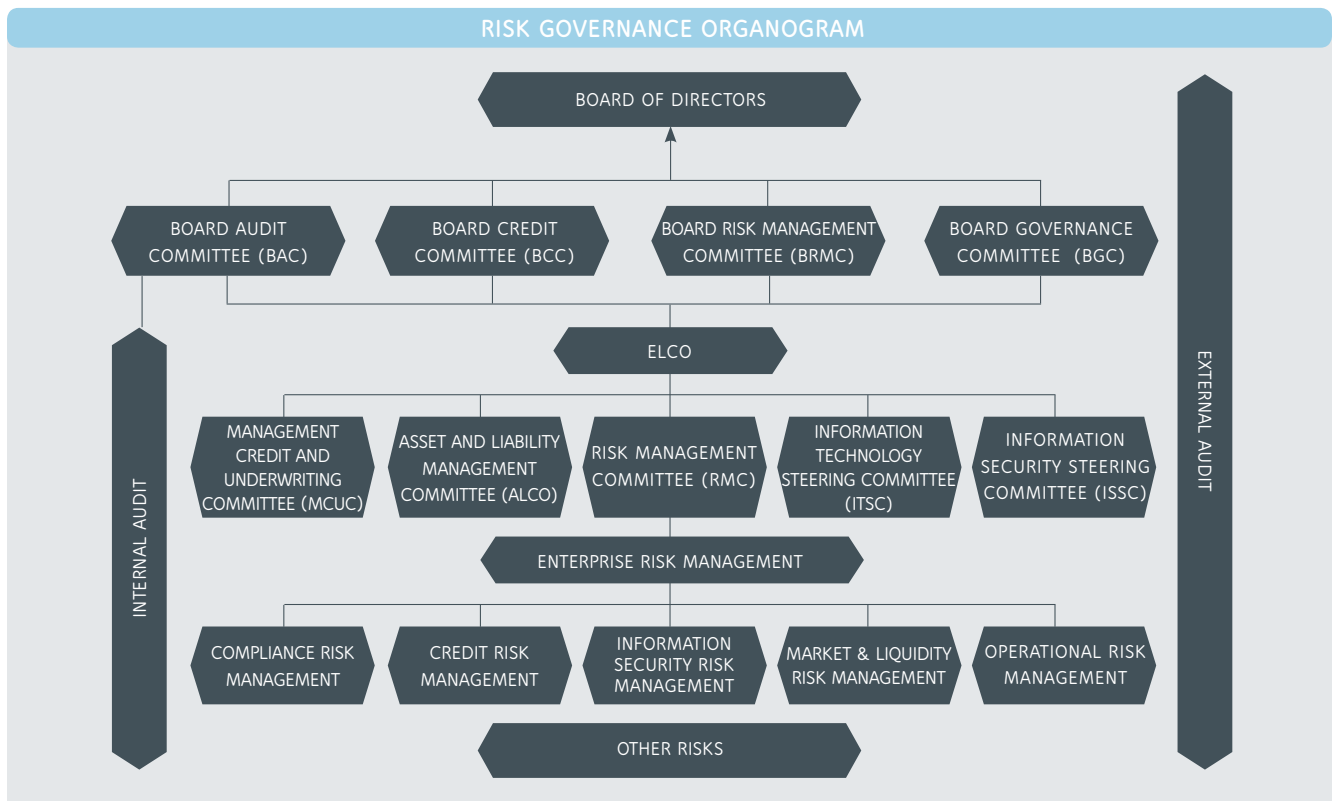 RISK GOVERNANCE ORGANOGRAM
BOARD OF DIRECTORS
BOARD AUDIT
COMMITTEE (BAC)
BOARD CREDIT
COMMITTEE (BCC)
BOARD RISK MANAGEMENT
COMMITTEE (BRMC)
BOARD GOVERNANCE
COMMITTEE (BGC)
ELCO
MANAGEMENT
CREDIT AND
UNDERWRITING
COMMITTEE (MCUC)
ASSET AND LIABILITY
MANAGEMENT
COMMITTEE (ALCO)
RISK MANAGEMENT
COMMITTEE (RMC)
INFORMATION
TECHNOLOGY
STEERING COMMITTEE
(ITSC)
INFORMATION
SECURITY STEERING
COMMITTEE (ISSC)
ENTERPRISE RISK MANAGEMENT
COMPLIANCE RISK
MANAGEMENT
CREDIT RISK
MANAGEMENT
INFORMATION
SECURITY RISK
MANAGEMENT
MARKET & LIQUIDITY
RISK MANAGEMENT
OPERATIONAL RISK
MANAGEMENT
OTHER RISKS
INTERNAL AUDIT
EXTERNAL AUDIT